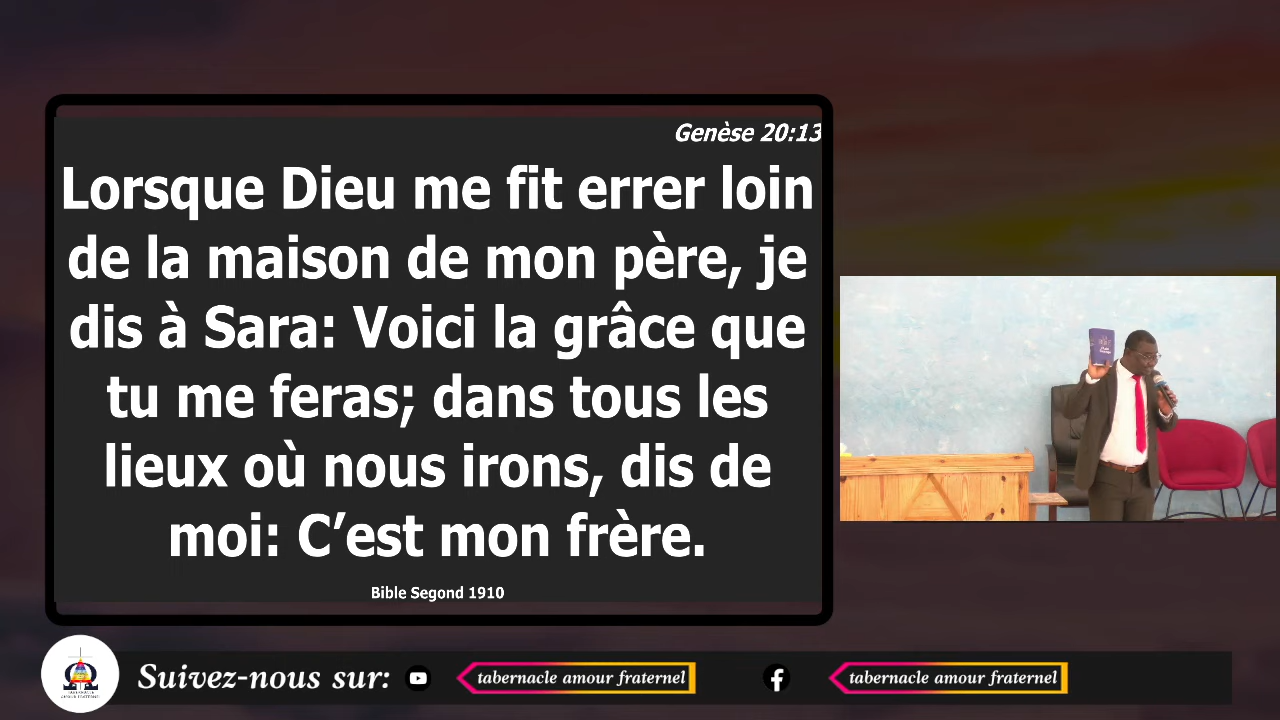 Genèse 20:13
Lorsque Dieu me fit errer loin
de la maison de mon père, je
dis à Sara: Voici la grâce que
tu me feras; dans tous les
lieux où nous irons, dis de
moi: C’est mon frère.
Bible Segond 1910
Suivez-nous sur:
tabernacle amour fraternel
tabernacle amour fraternel